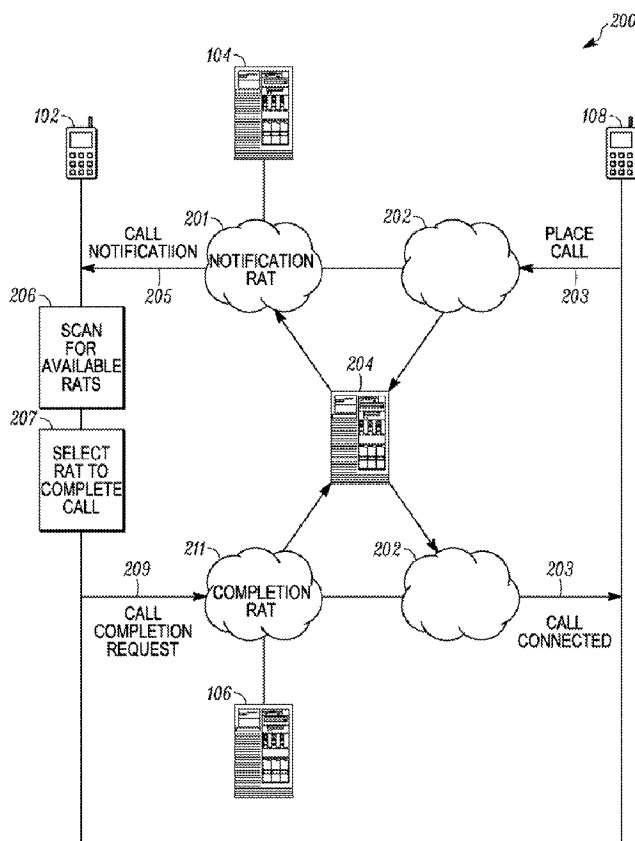 200
104
102
108
201
202
CALL
NOTIFICATIION
NOTIFICATION
RAT
PLACE
CALL
205
203
206
SCAN
FOR
AVAILABLE
RATS
204
207
SELECT
RAT TO
COMPLETE
CALL
211
202
209
203
COMPLETION
RAT
CALL
COMPLETION
REQUEST
CALL
CONNECTED
106